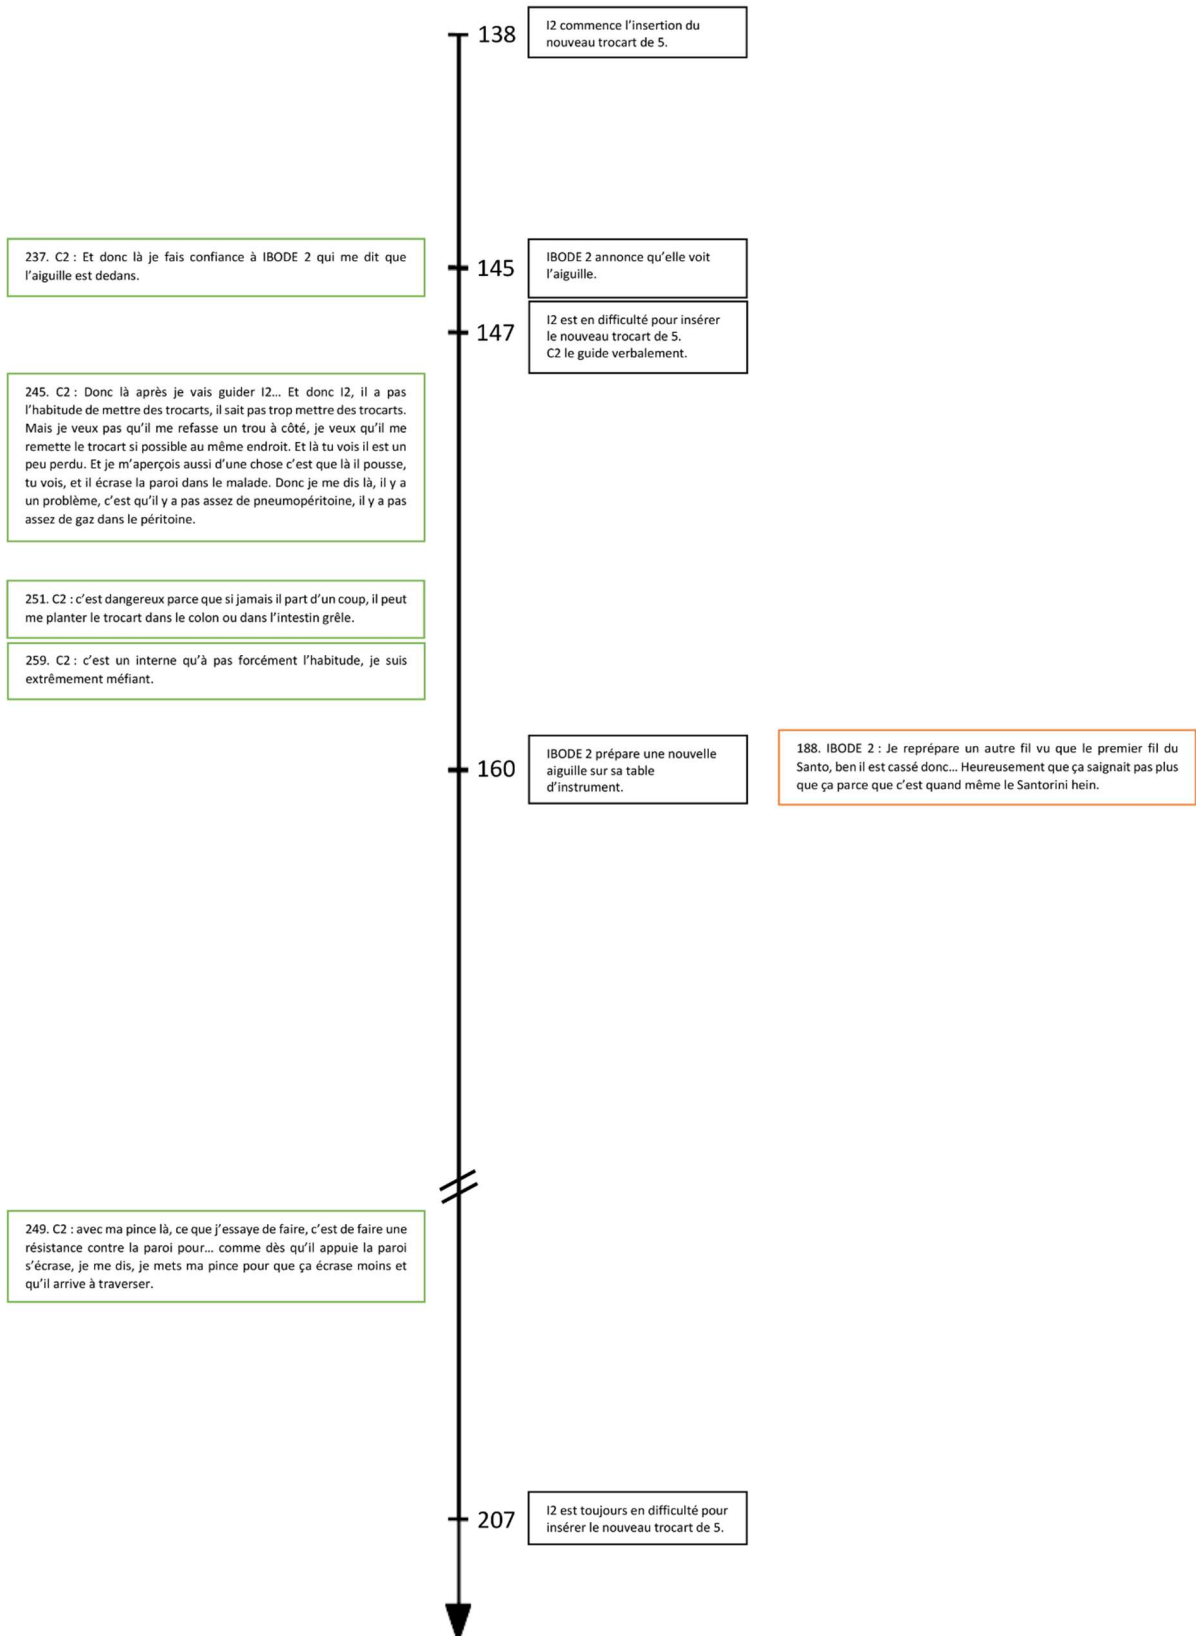 138
I2 commence l’insertion du
nouveau trocart de 5.
237. C2 : Et donc là je fais confiance à IBODE 2 qui me dit que
l’aiguille est dedans.
145
IBODE 2 annonce qu’elle voit
l’aiguille.
147
I2 est en difficulté pour insérer
le nouveau trocart de 5.
C2 le guide verbalement.
245. C2 : Donc là après je vais guider I2… Et donc I2, il a pas
l’habitude de mettre des trocarts, il sait pas trop mettre des trocarts.
Mais je veux pas qu’il me refasse un trou à côté, je veux qu’il me
remette le trocart si possible au même endroit. Et là tu vois il est un
peu perdu. Et je m’aperçois aussi d’une chose c’est que là il pousse,
tu vois, et il écrase la paroi dans le malade. Donc je me dis là, il y a
un problème, c’est qu’il y a pas assez de pneumopéritoine, il y a pas
assez de gaz dans le péritoine.
251. C2 : c’est dangereux parce que si jamais il part d’un coup, il peut
me planter le trocart dans le colon ou dans l’intestin grêle.
259. C2 : c’est un interne qu’à pas forcément l’habitude, je suis
extrêmement méfiant.
160
IBODE 2 prépare une nouvelle
aiguille sur sa table
d’instrument.
188. IBODE 2 : Je reprépare un autre fil vu que le premier fil du
Santo, ben il est cassé donc… Heureusement que ça saignait pas plus
que ça parce que c’est quand même le Santorini hein.
249. C2 : avec ma pince là, ce que j’essaye de faire, c’est de faire une
résistance contre la paroi pour… comme dès qu’il appuie la paroi
s’écrase, je me dis, je mets ma pince pour que ça écrase moins et
qu’il arrive à traverser.
207
I2 est toujours en difficulté pour
insérer le nouveau trocart de 5.